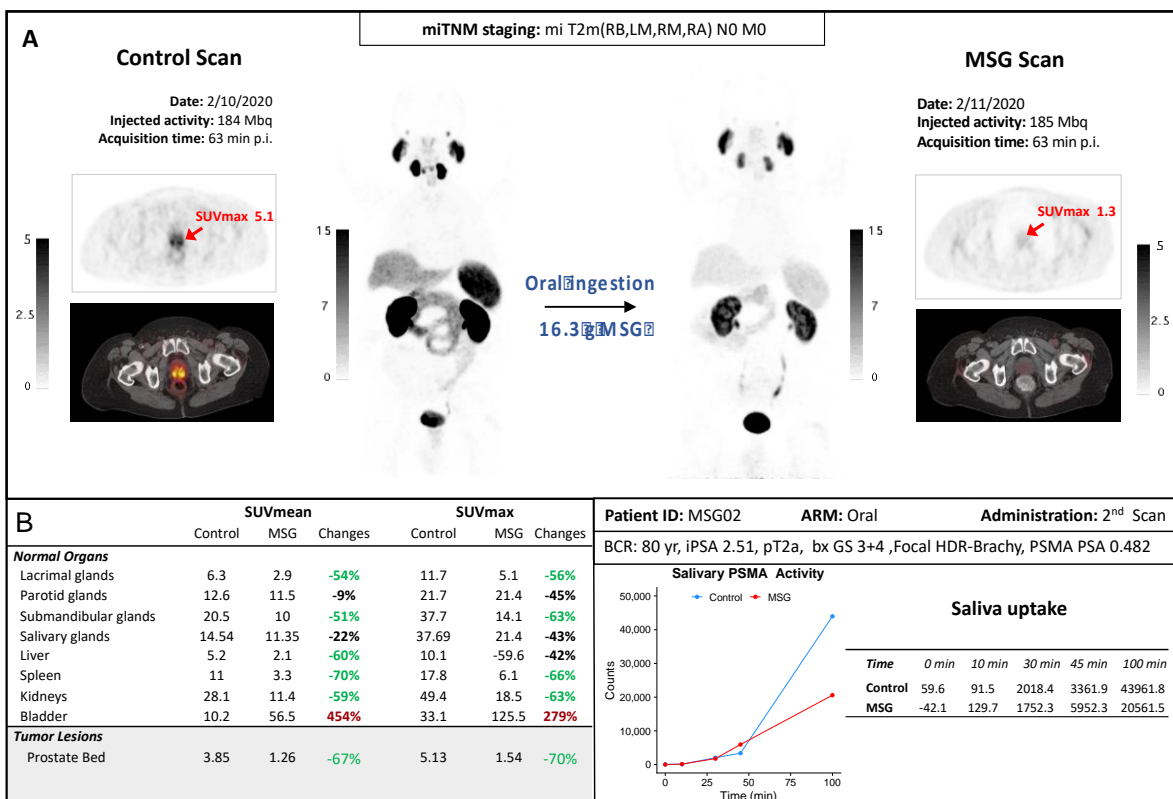 A
miTNM staging: mi T2m(RB,LM,RM,RA) N0 M0
Control Scan
Date: 2/10/2020
Injected activity: 184 Mbq
Acquisition time: 63 min p.i.
SUVmax 5.1
5
2.5
0
15
7
0
Oral ingestion
16.3 g MSG
MSG Scan
Date: 2/11/2020
Injected activity: 185 Mbq
Acquisition time: 63 min p.i.
15
7
0
SUVmax 1.3
5
2.5
0
B
SUVmean SUVmax
Control MSG Changes Control MSG Changes
Normal Organs
Lacrimal glands 6.3 2.9 -54% 11.7 5.1 -56%
Parotid glands 12.6 11.5 -9% 21.7 21.4 -45%
Submandibular glands 20.5 10 -51% 37.7 14.1 -63%
Salivary glands 14.54 11.35 -22% 37.69 21.4 -43%
Liver 5.2 2.1 -60% 10.1 -59.6 -42%
Spleen 11 3.3 -70% 17.8 6.1 -66%
Kidneys 28.1 11.4 -59% 49.4 18.5 -63%
Bladder 10.2 56.5 454% 33.1 125.5 279%
Tumor Lesions
Prostate Bed 3.85 1.26 -67% 5.13 1.54 -70%
Patient ID: MSG02 ARM: Oral Administration: 2nd Scan
BCR: 80 yr, iPSA 2.51, pT2a, bx GS 3+4 ,Focal HDR-Brachy, PSMA PSA 0.482
Salivary PSMA Activity
Control MSG
50,000
40,000
30,000
20,000
10,000
0
Counts
0 25 50 75 100
Time (min)
Saliva uptake
Time 0 min 10 min 30 min 45 min 100 min
Control 59.6 91.5 2018.4 3361.9 43961.8
MSG -42.1 129.7 1752.3 5952.3 20561.5